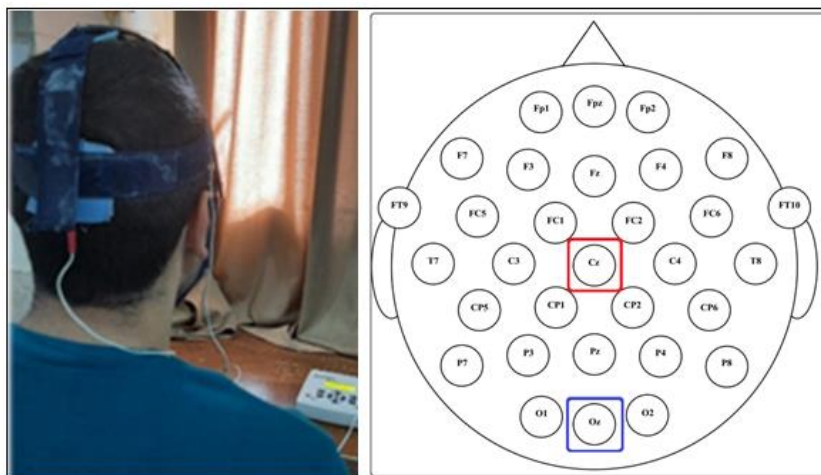 Fp1 Fpz Fp2
F7 F3 Fz F4 F8
FT9 FC5 FC1 FC2 FC6 FT10
T7 C3 Cz C4 T8
CP5 CP1 CP2 CP6
P7 P3 Pz P4 P8
O1 Oz O2